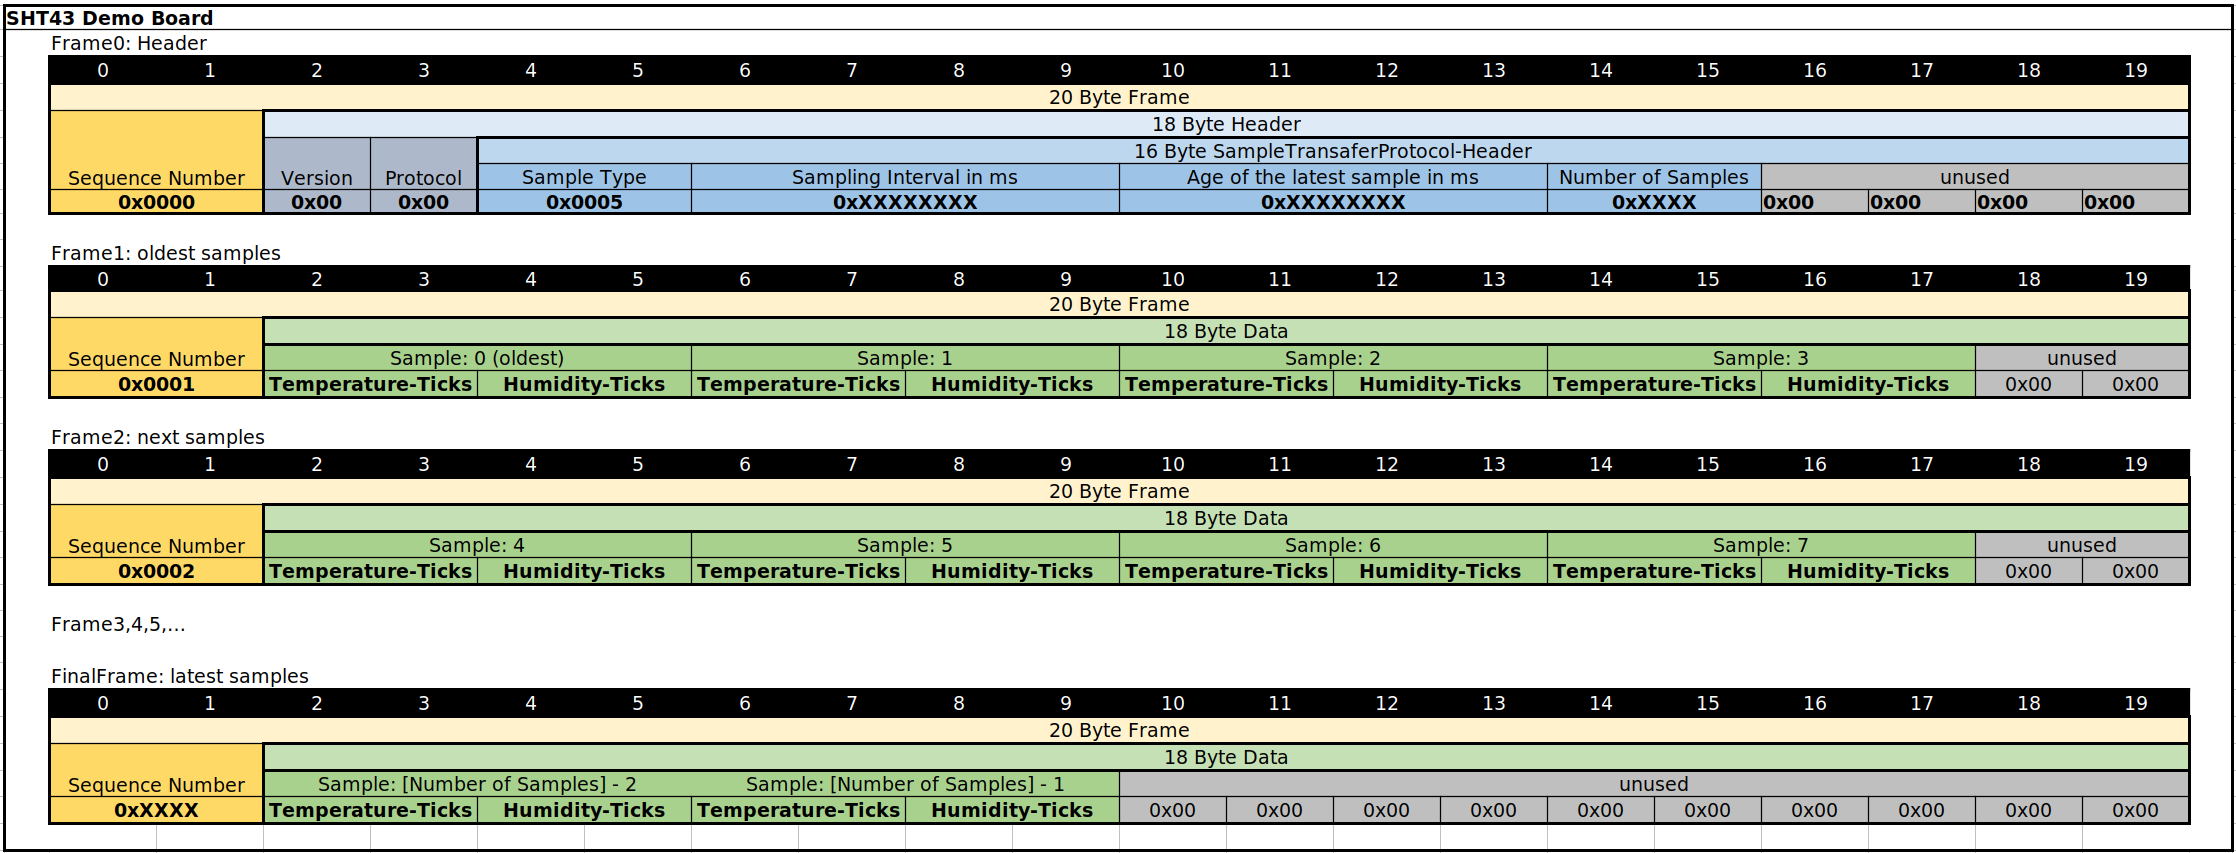 SHT43 Demo Board
Frame0: Header
0 1 2 3 4 5 6 7 8 9 10 11 12 13 14 15 16 17 18 19
20 Byte Frame
18 Byte Header
16 Byte SampleTransaferProtocol-Header
Sequence Number Version Protocol Sample Type Sampling Interval in ms Age of the latest sample in ms Number of Samples unused
0x0000 0x00 0x00 0x0005 0xXXXXXXXX 0xXXXXXXXX 0xXXXX 0x00 0x00 0x00 0x00
Frame1: oldest samples
0 1 2 3 4 5 6 7 8 9 10 11 12 13 14 15 16 17 18 19
20 Byte Frame
18 Byte Data
Sequence Number Sample: 0 (oldest) Sample: 1 Sample: 2 Sample: 3 unused
0x0001 Temperature-Ticks Humidity-Ticks Temperature-Ticks Humidity-Ticks Temperature-Ticks Humidity-Ticks Temperature-Ticks Humidity-Ticks 0x00 0x00
Frame2: next samples
0 1 2 3 4 5 6 7 8 9 10 11 12 13 14 15 16 17 18 19
20 Byte Frame
18 Byte Data
Sequence Number Sample: 4 Sample: 5 Sample: 6 Sample: 7 unused
0x0002 Temperature-Ticks Humidity-Ticks Temperature-Ticks Humidity-Ticks Temperature-Ticks Humidity-Ticks Temperature-Ticks Humidity-Ticks 0x00 0x00
Frame3,4,5,...
FinalFrame: latest samples
0 1 2 3 4 5 6 7 8 9 10 11 12 13 14 15 16 17 18 19
20 Byte Frame
18 Byte Data
Sequence Number Sample: [Number of Samples] - 2 Sample: [Number of Samples] - 1 unused
0xXXXX Temperature-Ticks Humidity-Ticks Temperature-Ticks Humidity-Ticks 0x00 0x00 0x00 0x00 0x00 0x00 0x00 0x00 0x00 0x00